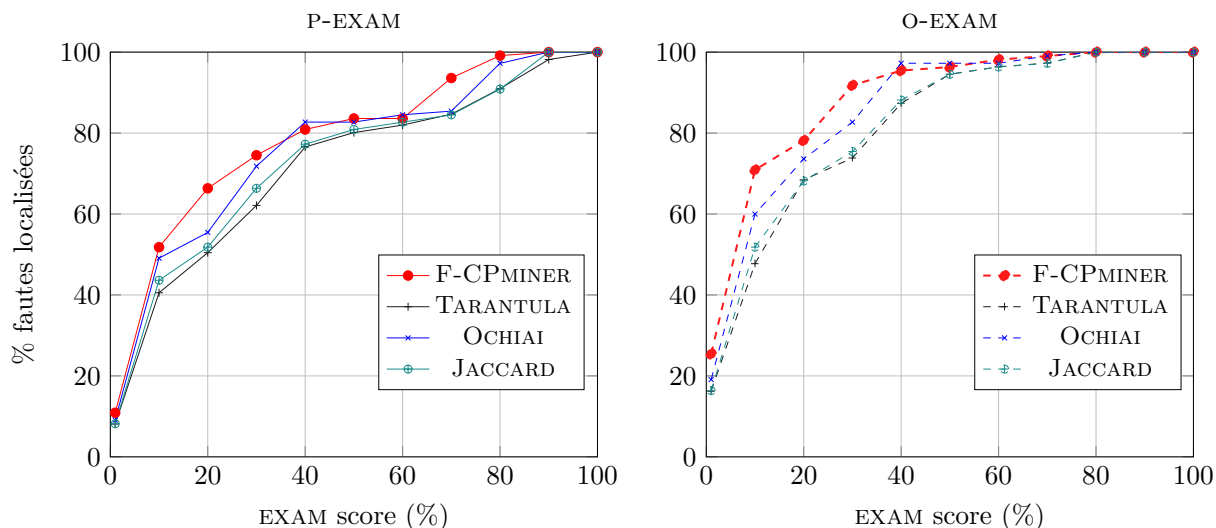 P-EXAM
100
80
60
40
20
0
0 20 40 60 80 100
% fautes localisées
EXAM score (%)
F-CPMINER
TARANTULA
OCHIAI
JACCARD
O-EXAM
100
80
60
40
20
0
0 20 40 60 80 100
EXAM score (%)
F-CPMINER
TARANTULA
OCHIAI
JACCARD